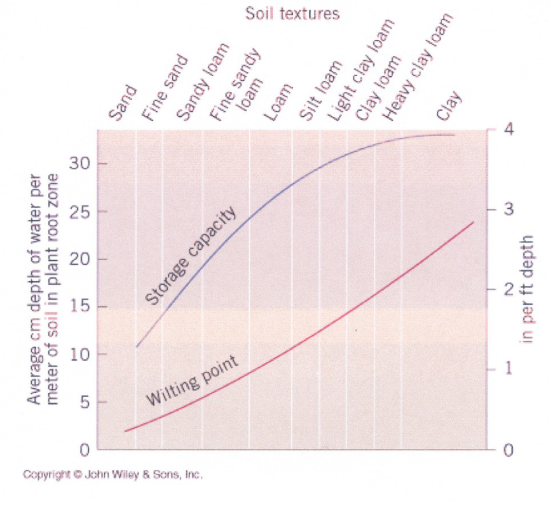 Soil textures
Sand
Fine sand
Sandy loam
Fine sandy
loam
Loam
Silt loam
Light clay loam
Clay loam
Heavy clay loam
Clay
Average cm depth of water per
meter of soil in plant root zone
30
25
20
15
10
5
0
Storage capacity
Wilting point
4
3
2
1
0
in per ft depth
Copyright © John Wiley & Sons, Inc.